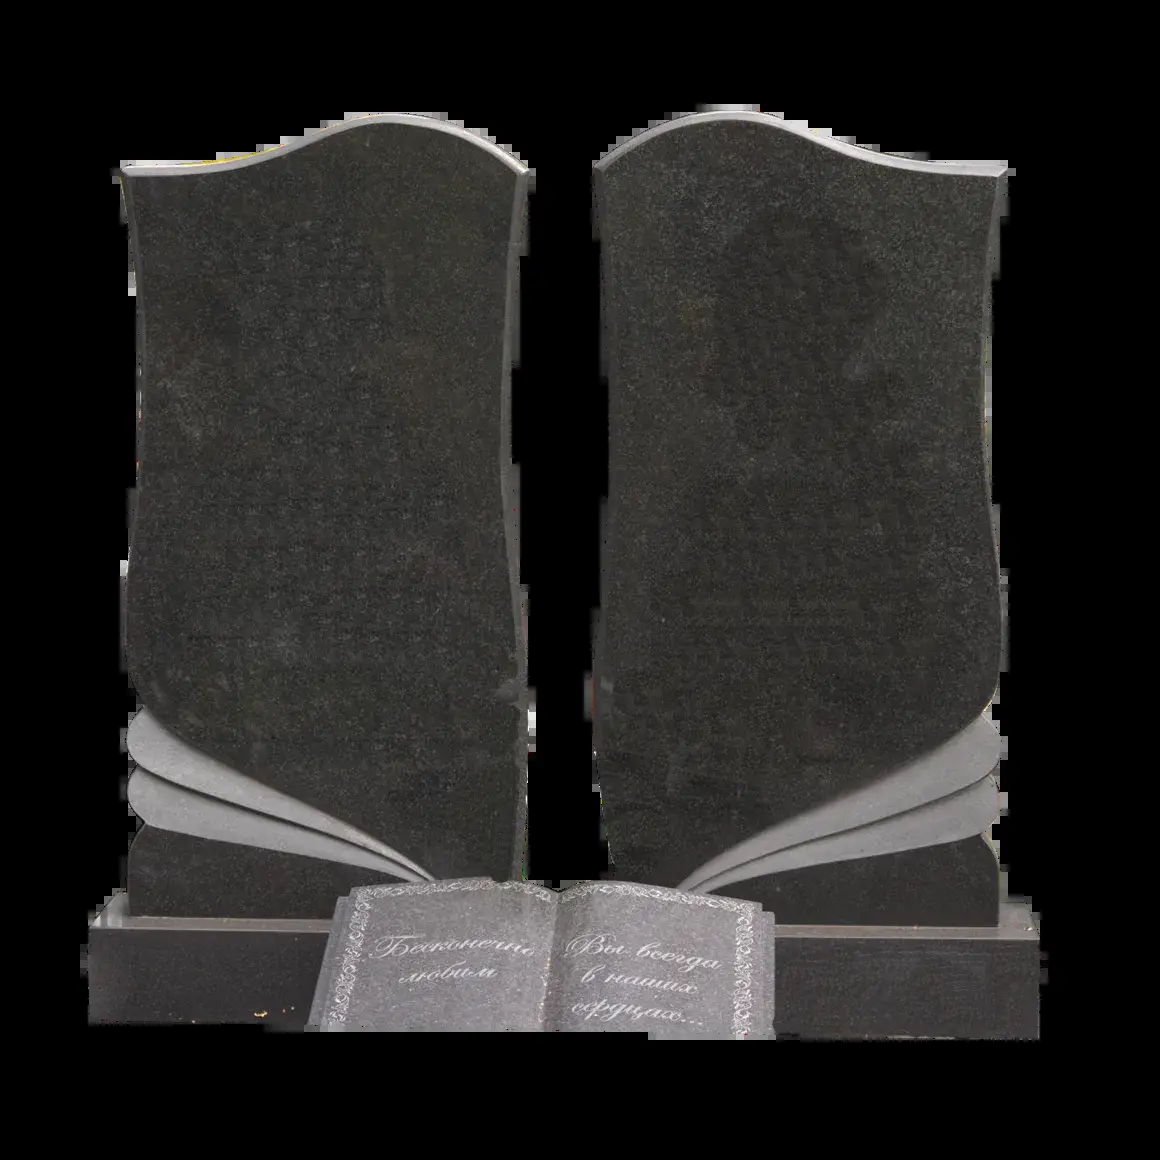 Бесконечно
любим
Вы всегда
в наших
сердцах...